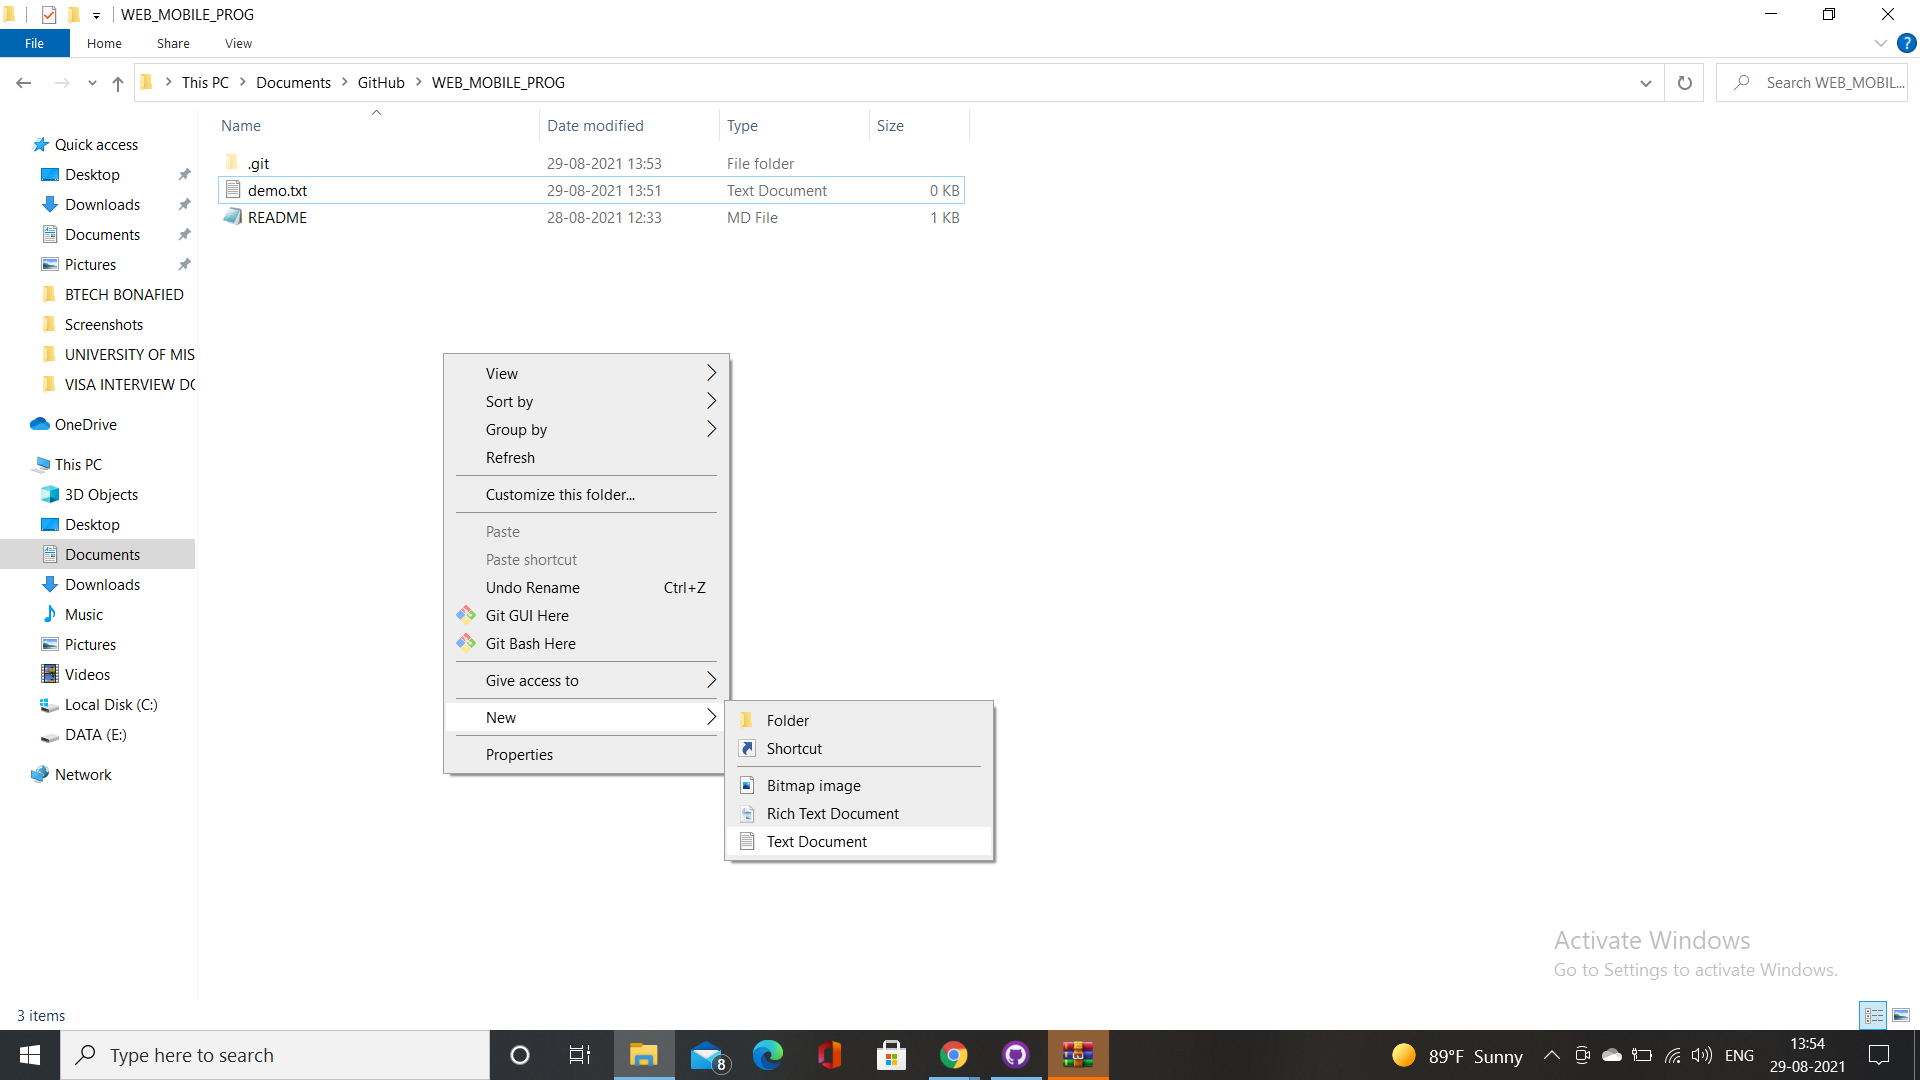 WEB_MOBILE_PROG
File Home Share View
?
This PC Documents GitHub WEB_MOBILE_PROG
Search WEB_MOBIL...
Name Date modified Type Size
.git 29-08-2021 13:53 File folder
demo.txt 29-08-2021 13:51 Text Document 0 KB
README 28-08-2021 12:33 MD File 1 KB
Quick access
Desktop
Downloads
Documents
Pictures
BTECH BONAFIED
Screenshots
UNIVERSITY OF MIS
VISA INTERVIEW DO
OneDrive
This PC
3D Objects
Desktop
Documents
Downloads
Music
Pictures
Videos
Local Disk (C:)
DATA (E:)
Network
View
Sort by
Group by
Refresh
Customize this folder...
Paste
Paste shortcut
Undo Rename Ctrl+Z
Git GUI Here
Git Bash Here
Give access to
New
Properties
Folder
Shortcut
Bitmap image
Rich Text Document
Text Document
Activate Windows
Go to Settings to activate Windows.
3 items
Type here to search
8
89°F Sunny
ENG
13:54
29-08-2021